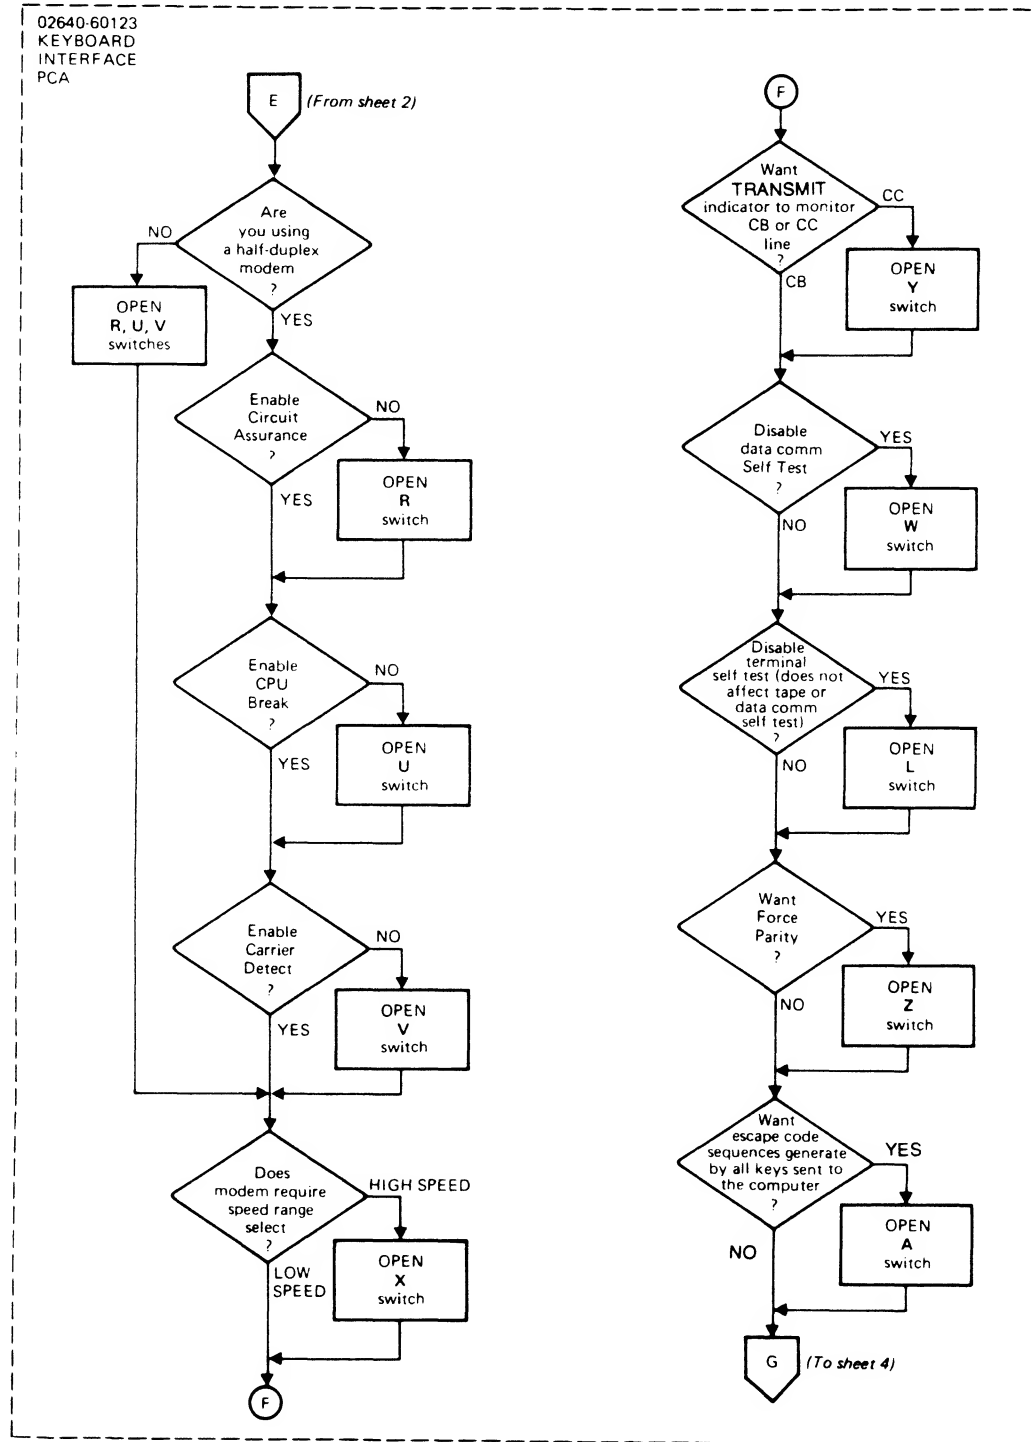 02640-60123
KEYBOARD
INTERFACE
PCA
E (From sheet 2)
Are
you using
a half-duplex
modem
?
NO
YES
OPEN
R, U, V
switches
Enable
Circuit
Assurance
?
NO
YES
OPEN
R
switch
Enable
CPU
Break
?
NO
YES
OPEN
U
switch
Enable
Carrier
Detect
?
NO
YES
OPEN
V
switch
Does
modem require
speed range
select
?
HIGH SPEED
LOW
SPEED
OPEN
X
switch
F
F
Want
TRANSMIT
indicator to monitor
CB or CC
line
?
CC
CB
OPEN
Y
switch
Disable
data comm
Self Test
?
YES
NO
OPEN
W
switch
Disable
terminal
self test (does not
affect tape or
data comm
self test)
?
YES
NO
OPEN
L
switch
Want
Force
Parity
?
YES
NO
OPEN
Z
switch
Want
escape code
sequences generate
by all keys sent to
the computer
?
YES
NO
OPEN
A
switch
G (To sheet 4)